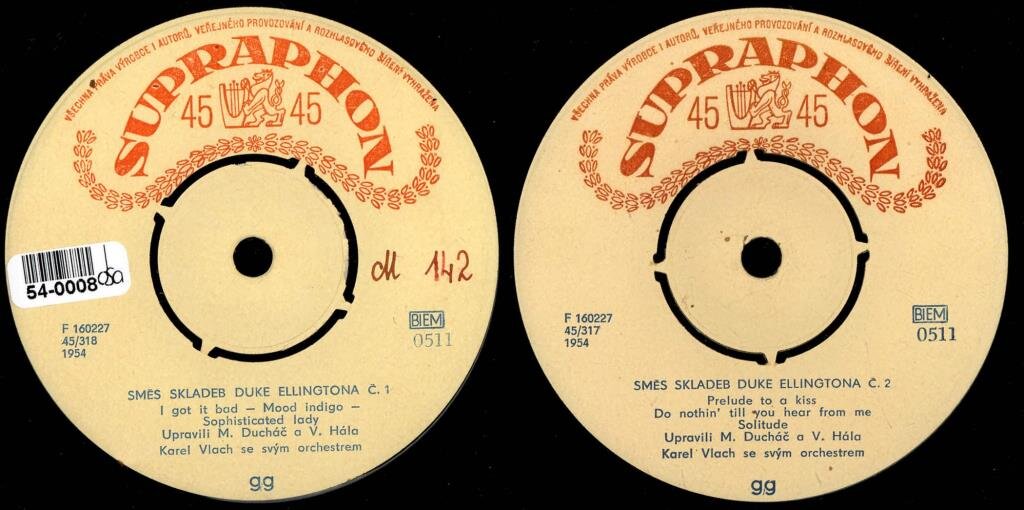 VŠECHNA PRÁVA VÝROBCE I AUTORŮ, VEŘEJNÉHO PROVOZOVÁNÍ A ROZHLASOVÉHO ŠÍŘENÍ VYHRAŽENA
SUPRAPHON
45 45
54-0008
osa
M 142
F 160227
45/318
1954
BIEM
0511
SMĚS SKLADEB DUKE ELLINGTONA Č. 1
I got it bad – Mood indigo –
Sophisticated lady
Upravili M. Ducháč a V. Hála
Karel Vlach se svým orchestrem
gg
VŠECHNA PRÁVA VÝROBCE I AUTORŮ, VEŘEJNÉHO PROVOZOVÁNÍ A ROZHLASOVÉHO ŠÍŘENÍ VYHRAŽENA
SUPRAPHON
45 45
F 160227
45/317
1954
BIEM
0511
SMĚS SKLADEB DUKE ELLINGTONA Č. 2
Prelude to a kiss
Do nothin' till you hear from me
Solitude
Upravili M. Ducháč a V. Hála
Karel Vlach se svým orchestrem
gg